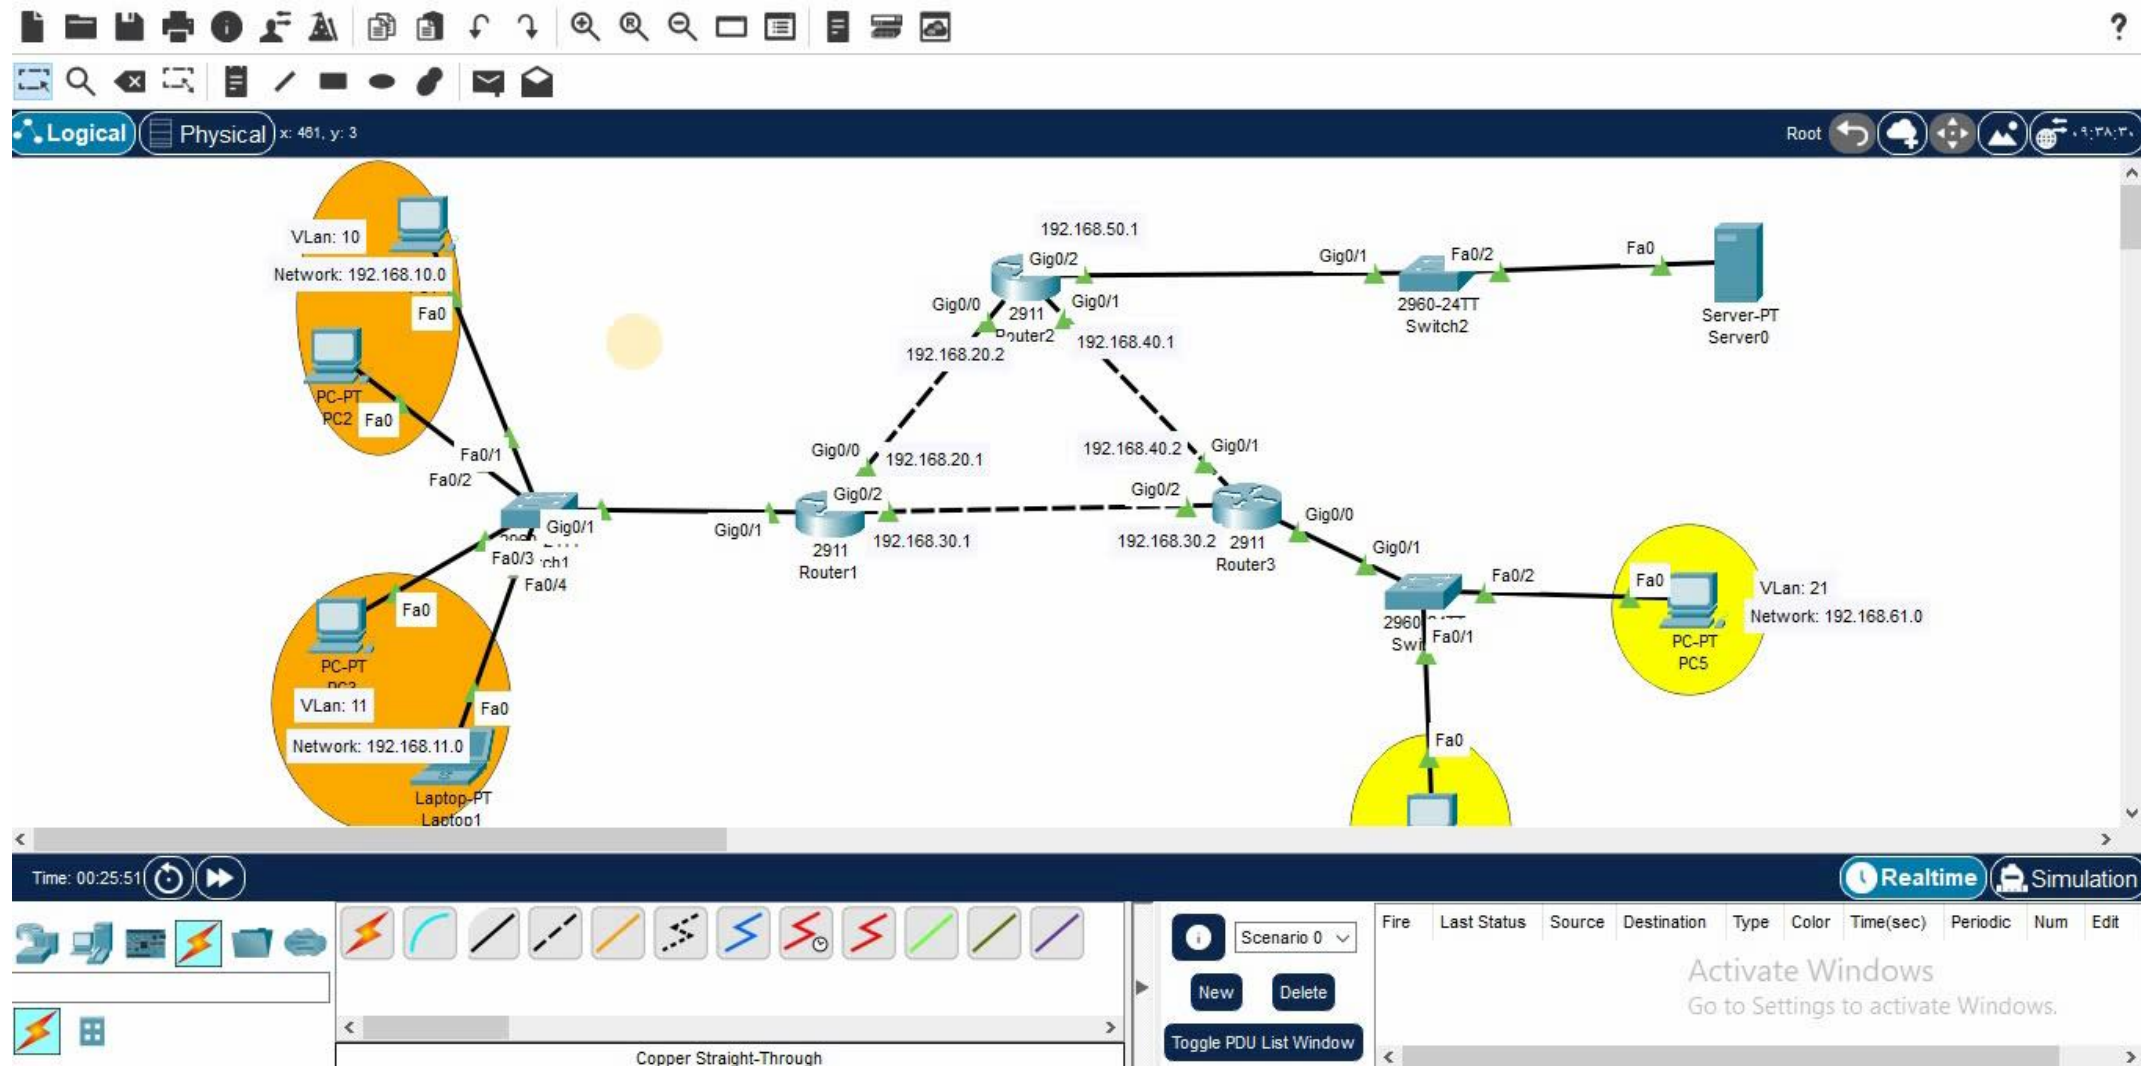 Logical
Physical
x: 461, y: 3
Root
٠٩:٣٨:٣٠
VLan: 10
Network: 192.168.10.0
Fa0
PC-PT
PC2
Fa0
Fa0/1
Fa0/2
Gig0/1
Fa0/3
Fa0/4
Fa0
PC-PT
VLan: 11
Fa0
Network: 192.168.11.0
Laptop-PT
Laptop1
192.168.50.1
Gig0/2
Gig0/0
Gig0/1
2911
Router2
192.168.20.2
192.168.40.1
Gig0/1
Fa0/2
Fa0
2960-24TT
Switch2
Server-PT
Server0
Gig0/0
192.168.20.1
192.168.40.2
Gig0/1
Gig0/1
Gig0/2
2911
Router1
192.168.30.1
Gig0/2
192.168.30.2
2911
Router3
Gig0/0
Gig0/1
Fa0/2
Fa0
VLan: 21
Network: 192.168.61.0
PC-PT
PC5
Fa0/1
Fa0
Time: 00:25:51
Realtime
Simulation
Scenario 0
New
Delete
Toggle PDU List Window
Fire Last Status Source Destination Type Color Time(sec) Periodic Num Edit
Activate Windows
Go to Settings to activate Windows.
Copper Straight-Through